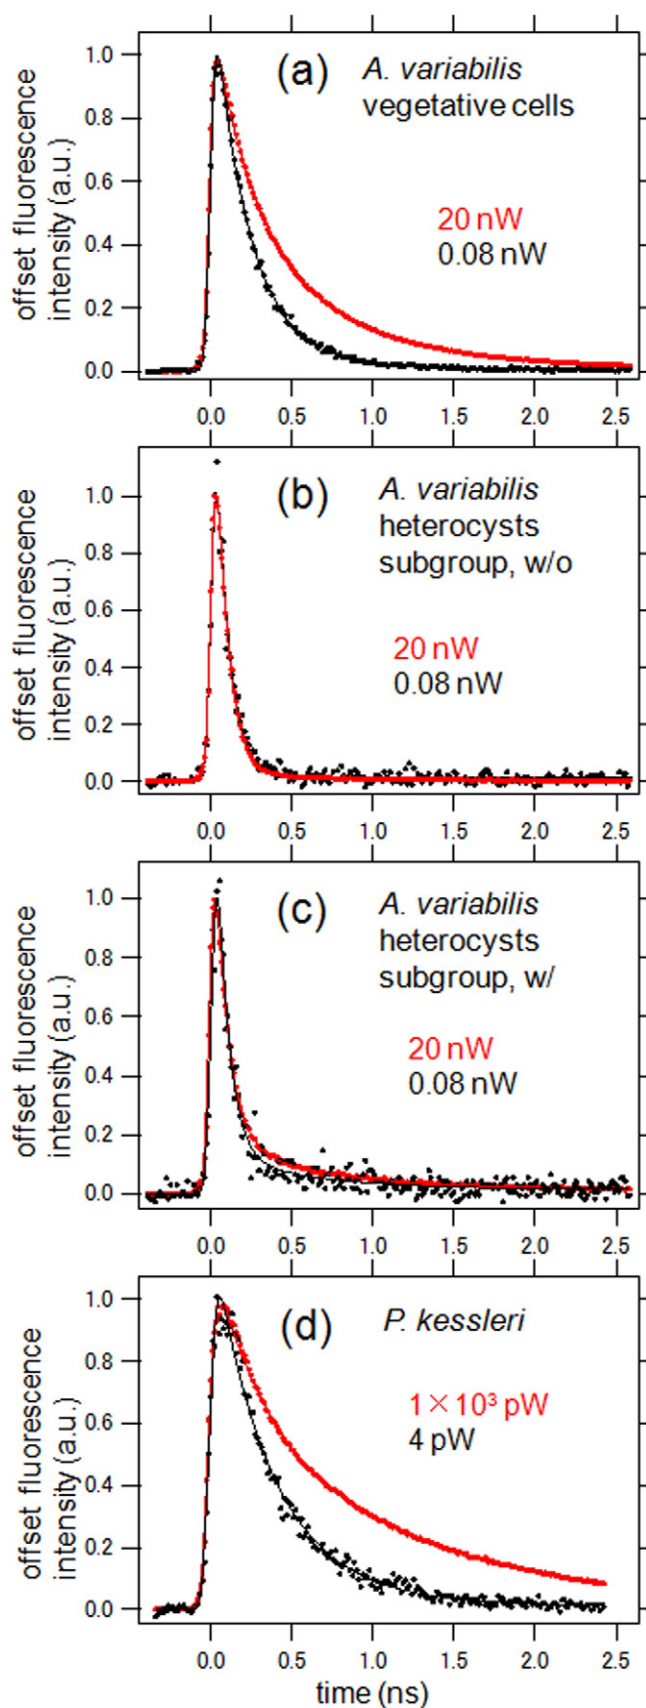 (a)
A. variabilis
vegetative cells
20 nW
0.08 nW
offset fluorescence
intensity (a.u.)
1.0
0.8
0.6
0.4
0.2
0.0
0.0 0.5 1.0 1.5 2.0 2.5
(b)
A. variabilis
heterocysts
subgroup, w/o
20 nW
0.08 nW
offset fluorescence
intensity (a.u.)
1.0
0.8
0.6
0.4
0.2
0.0
0.0 0.5 1.0 1.5 2.0 2.5
(c)
A. variabilis
heterocysts
subgroup, w/
20 nW
0.08 nW
offset fluorescence
intensity (a.u.)
1.0
0.8
0.6
0.4
0.2
0.0
0.0 0.5 1.0 1.5 2.0 2.5
(d)
P. kessleri
1×10³ pW
4 pW
offset fluorescence
intensity (a.u.)
1.0
0.8
0.6
0.4
0.2
0.0
0.0 0.5 1.0 1.5 2.0 2.5
time (ns)